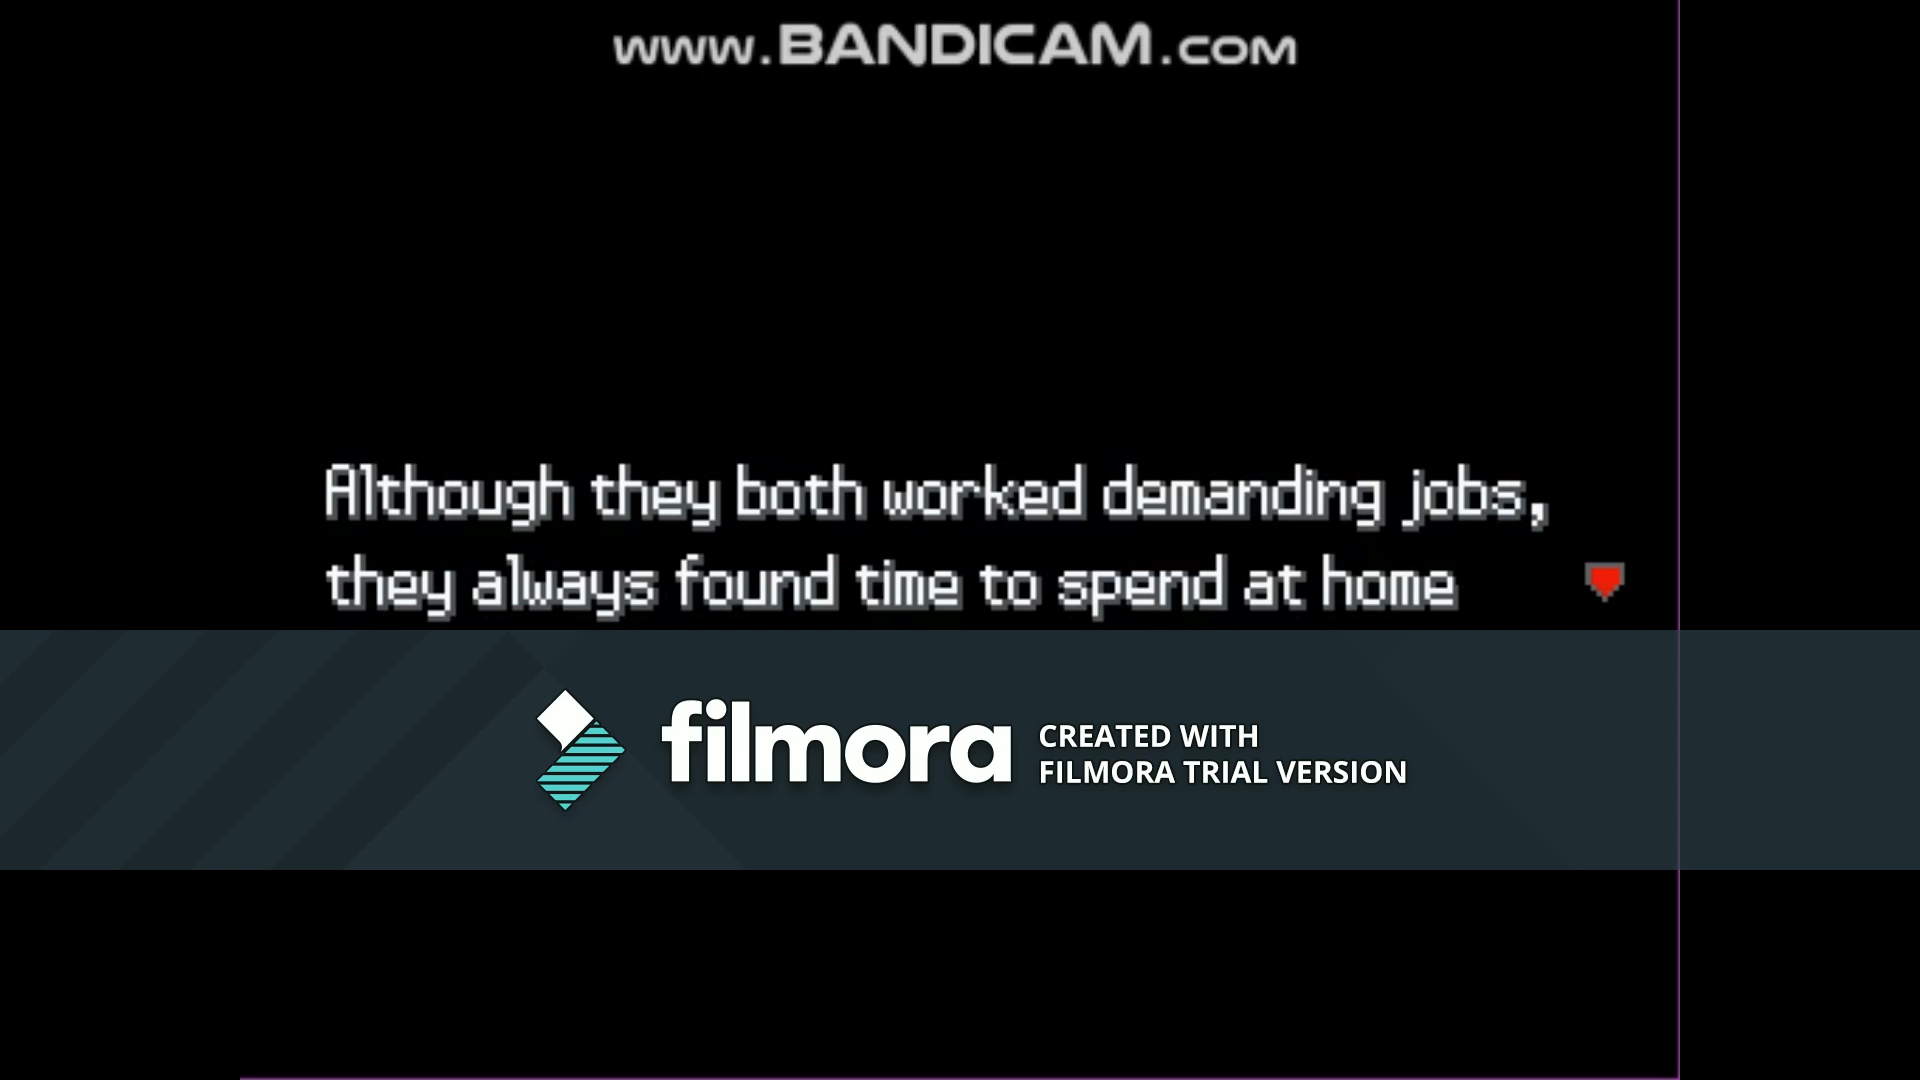 www.BANDICAM.com
Although they both worked demanding jobs,
they always found time to spend at home
filmora
CREATED WITH
FILMORA TRIAL VERSION